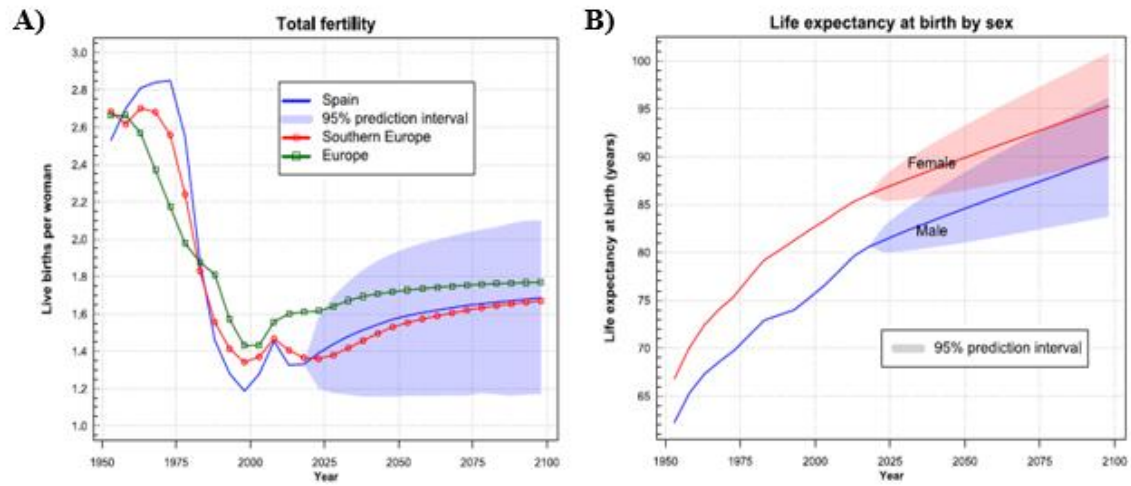 A)
Total fertility
Live births per woman
3.0
2.8
2.6
2.4
2.2
2.0
1.8
1.6
1.4
1.2
1.0
Spain
95% prediction interval
Southern Europe
Europe
1950 1975 2000 2025 2050 2075 2100
Year
B)
Life expectancy at birth by sex
Life expectancy at birth (years)
100
95
90
85
80
75
70
65
Female
Male
95% prediction interval
1950 1975 2000 2025 2050 2075 2100
Year